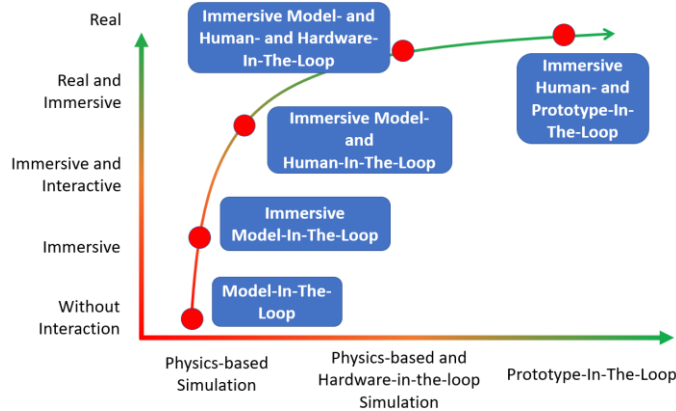 Real
Immersive Model- and
Human- and Hardware-
In-The-Loop
Real and
Immersive
Immersive
Human- and
Prototype-In-
The-Loop
Immersive Model-
and
Human-In-The-Loop
Immersive and
Interactive
Immersive
Model-In-The-Loop
Immersive
Model-In-The-
Loop
Without
Interaction
Physics-based
Simulation
Physics-based and
Hardware-in-the-loop
Simulation
Prototype-In-The-Loop